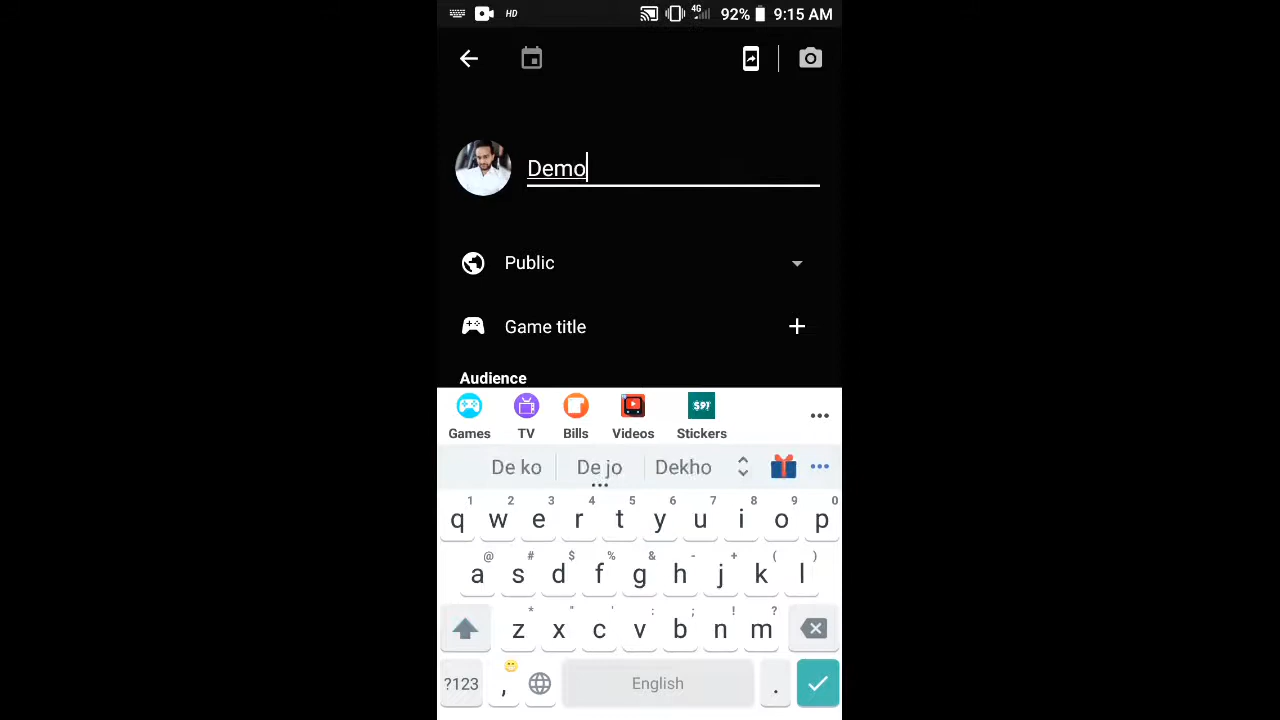 HD 4G 92% 9:15 AM
Demo
Public
Game title
Audience
Games TV Bills Videos Stickers
De ko De jo Dekho
1 2 3 4 5 6 7 8 9 0
q w e r t y u i o p
@ # $ % & - + ( )
a s d f g h j k l
* " ' : ; ! ?
z x c v b n m
?123 , English .